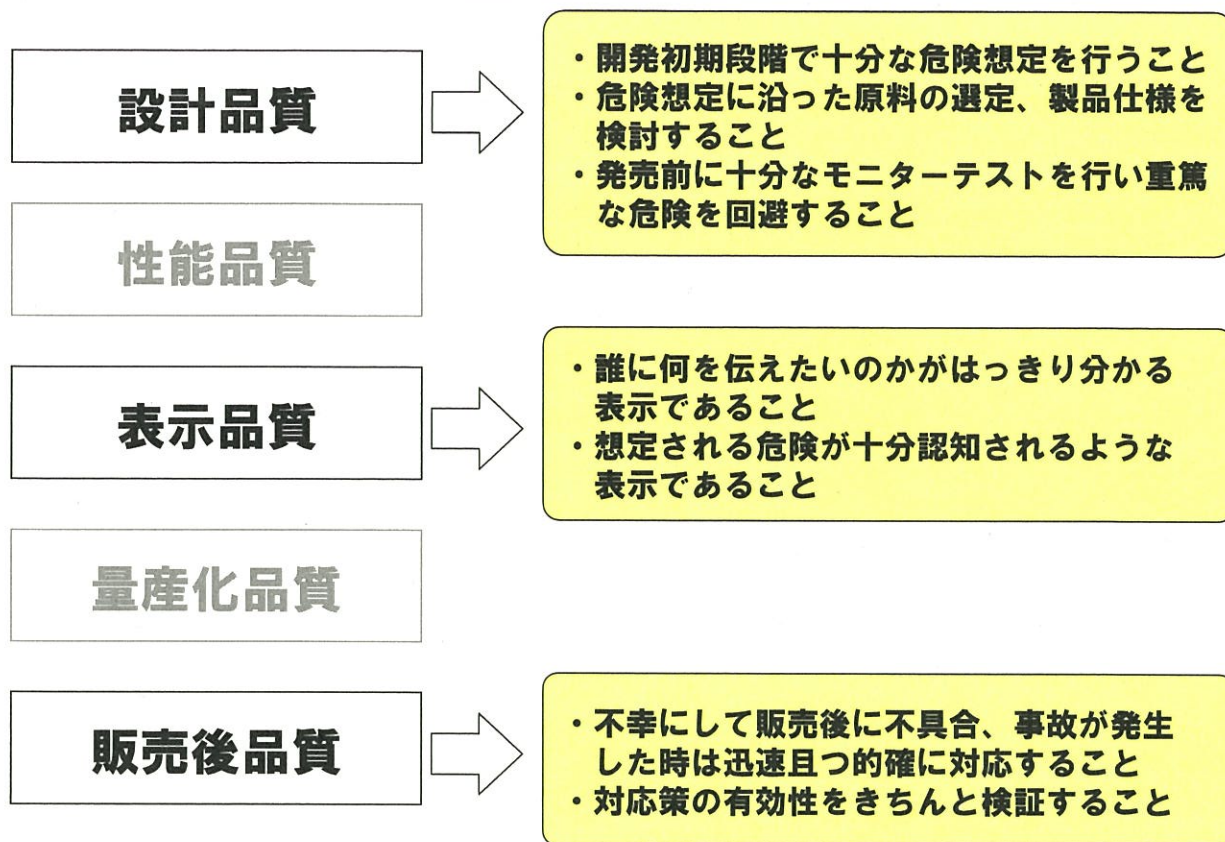 設計品質
・開発初期段階で十分な危険想定を行うこと
・危険想定に沿った原料の選定、製品仕様を
検討すること
・発売前に十分なモニターテストを行い重篤
な危険を回避すること
性能品質
表示品質
・誰に何を伝えたいのかがはっきり分かる
表示であること
・想定される危険が十分認知されるような
表示であること
量産化品質
販売後品質
・不幸にして販売後に不具合、事故が発生
した時は迅速且つ的確に対応すること
・対応策の有効性をきちんと検証すること